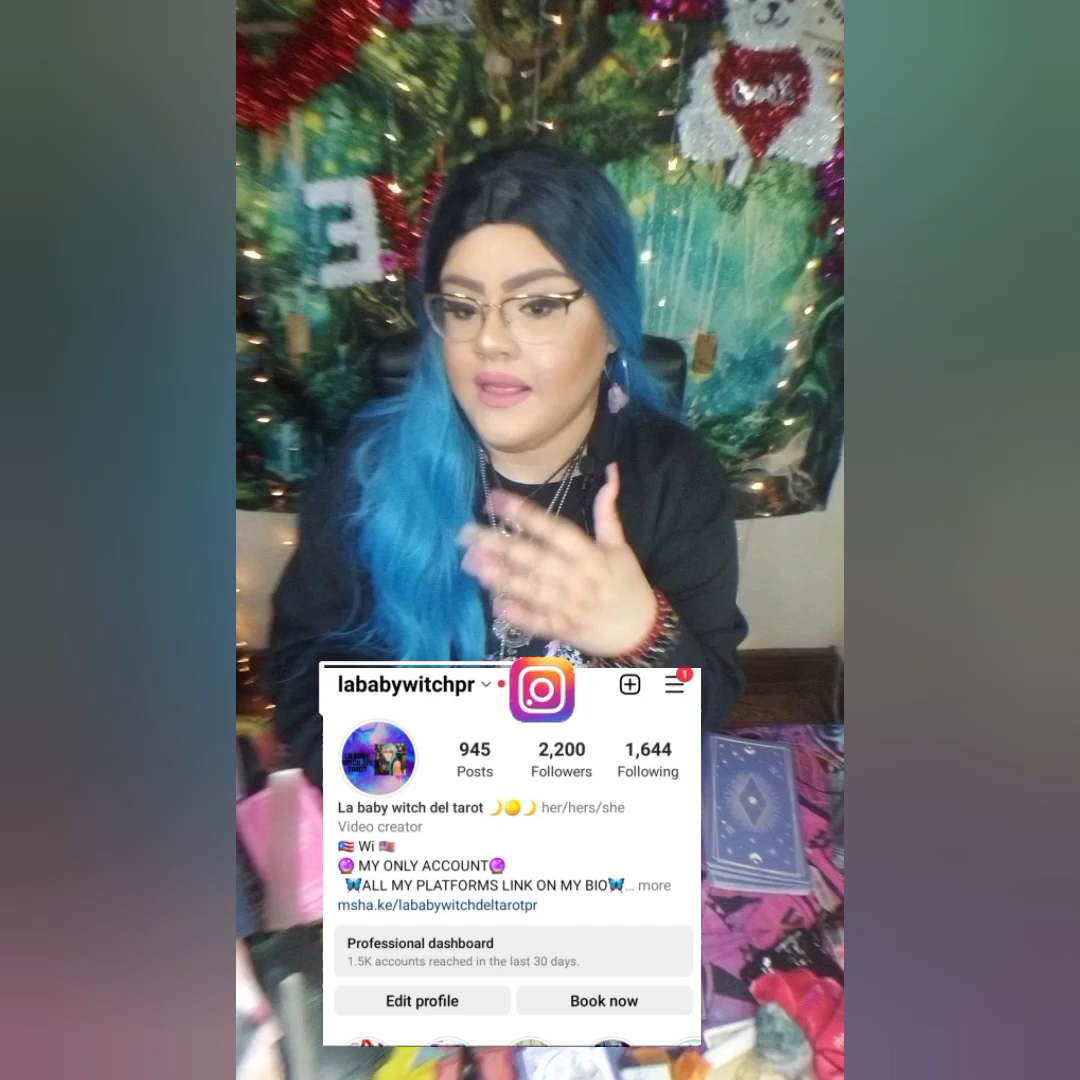 lababywitchpr
1
945 2,200 1,644
Posts Followers Following
La baby witch del tarot 🌙🌕🌙 her/hers/she
Video creator
🇵🇷 Wi 🇺🇸
🔮 MY ONLY ACCOUNT🔮
🦋ALL MY PLATFORMS LINK ON MY BIO🦋... more
msha.ke/lababywitchdeltarotpr
Professional dashboard
1.5K accounts reached in the last 30 days.
Edit profile Book now